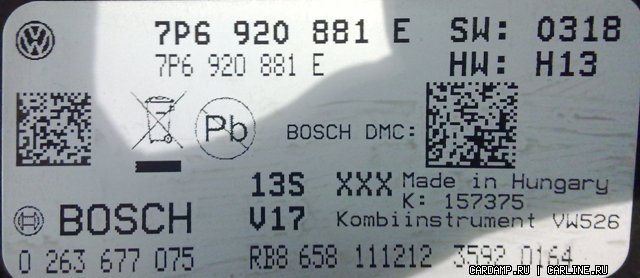 7P6 920 881 E SW: 0318
7P6 920 881 E HW: H13
Pb BOSCH DMC:
13S XXX Made in Hungary
K: 157375
BOSCH V17 Kombiinstrument VW526
0 263 677 075 RB8 658 111212 3592 0164
CARDAMP.RU CARLINE.RU